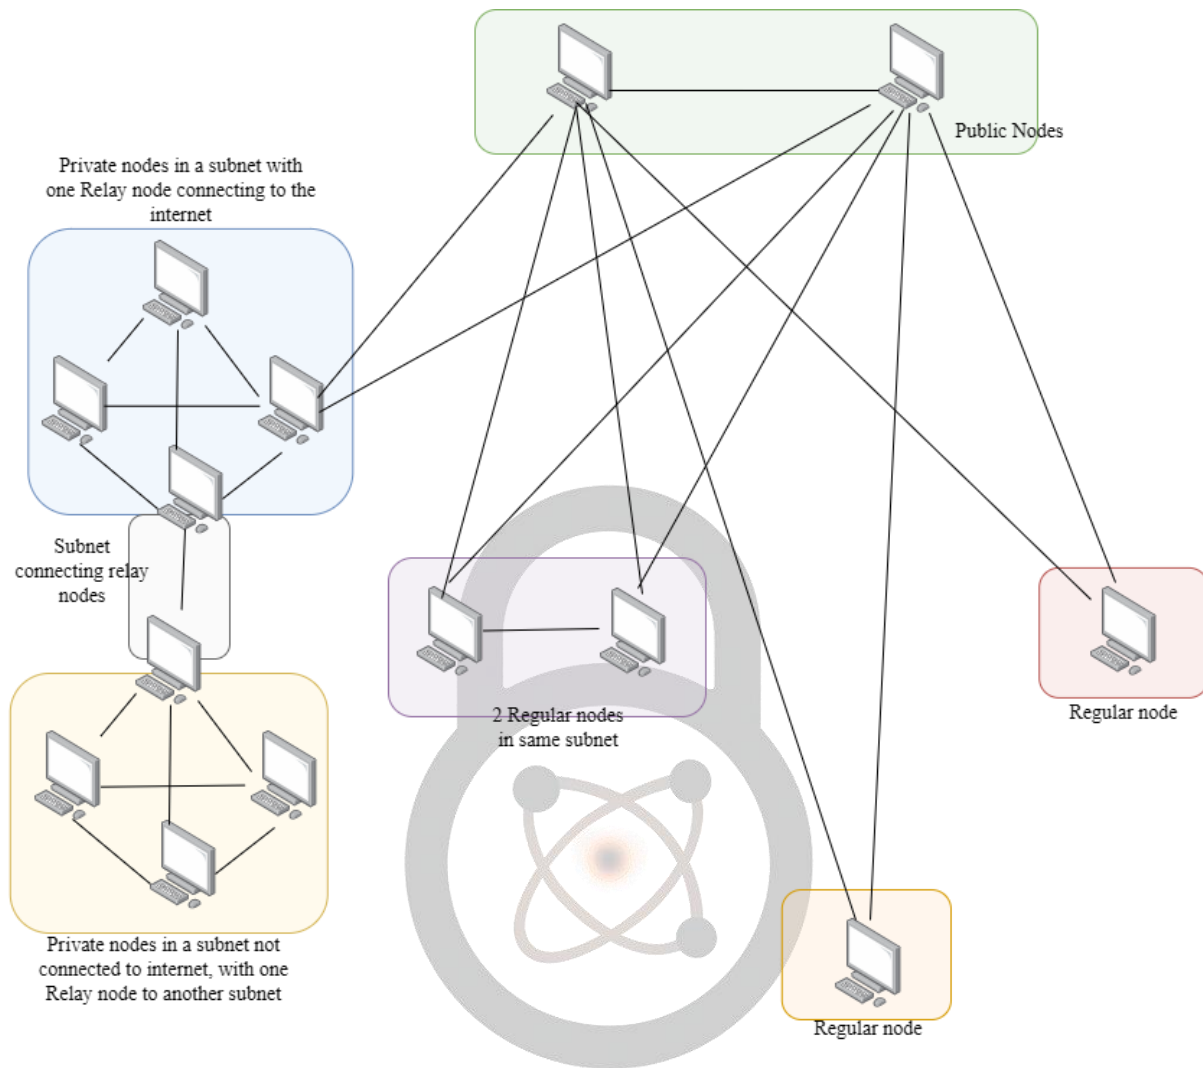 Public Nodes
Private nodes in a subnet with
one Relay node connecting to the
internet
Subnet
connecting relay
nodes
2 Regular nodes
in same subnet
Regular node
Private nodes in a subnet not
connected to internet, with one
Relay node to another subnet
Regular node